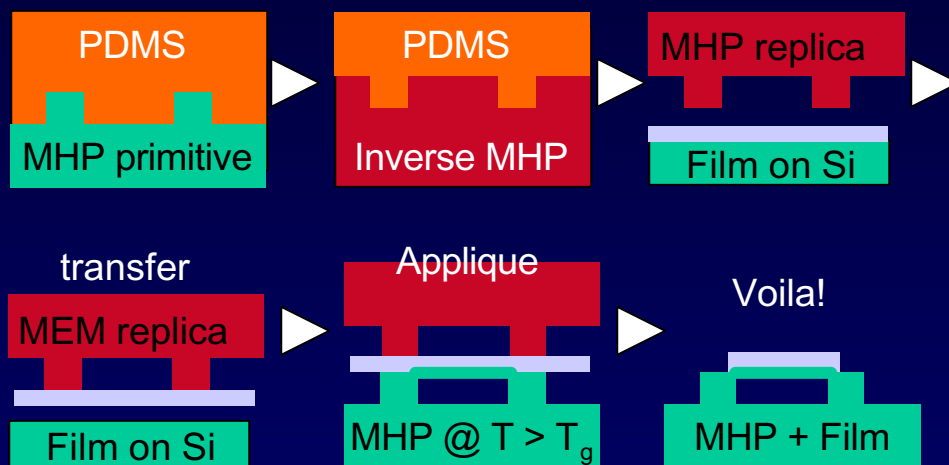 PDMS
MHP primitive
PDMS
Inverse MHP
MHP replica
Film on Si
transfer
MEM replica
Film on Si
Applique
MHP @ T > Tg
Voila!
MHP + Film